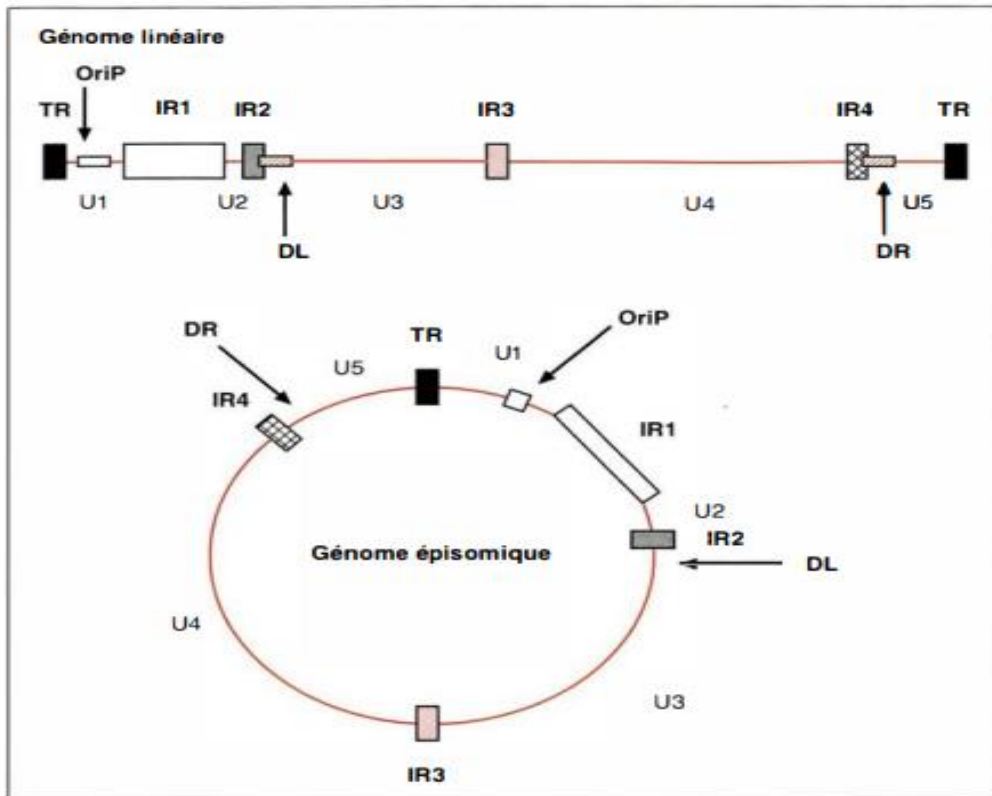 Génome linéaire
OriP
TR IR1 IR2 IR3 IR4 TR
U1 U2 U3 U4 U5
DL DR
DR TR OriP
U5 U1
IR4 IR1
U2
Génome épisomique IR2
DL
U4
U3
IR3